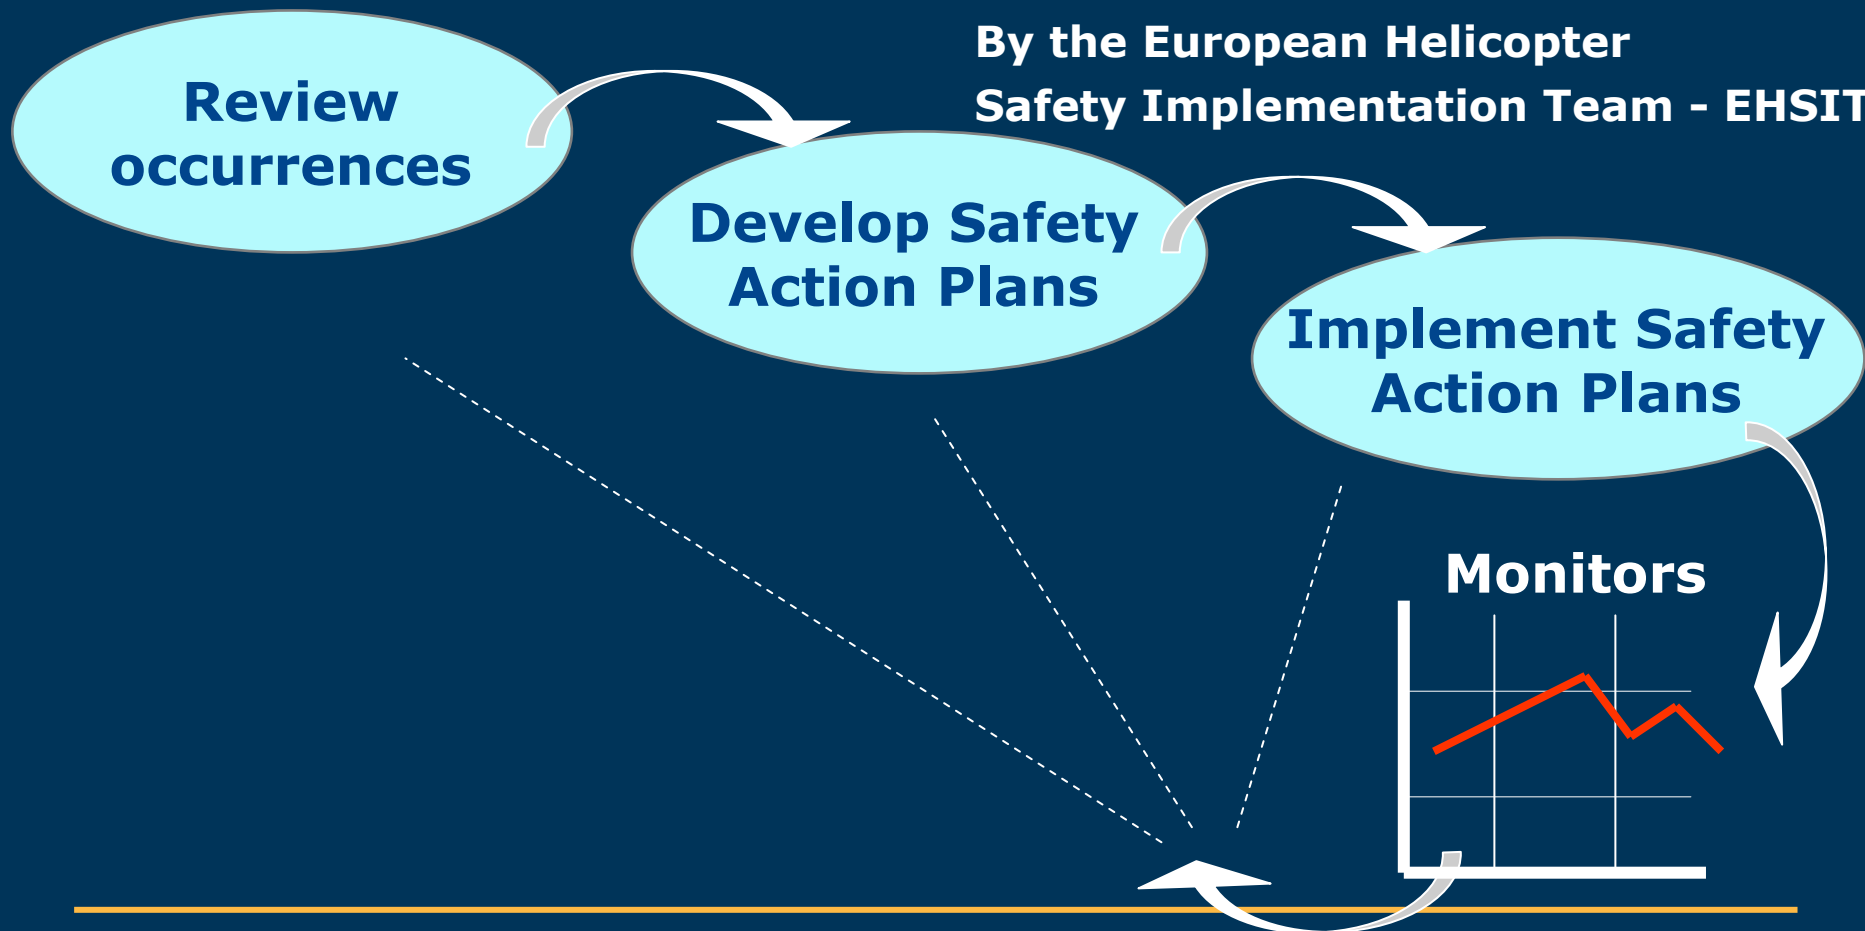 By the European Helicopter
Safety Implementation Team - EHSIT
Review
occurrences
Develop Safety
Action Plans
Implement Safety
Action Plans
Monitors